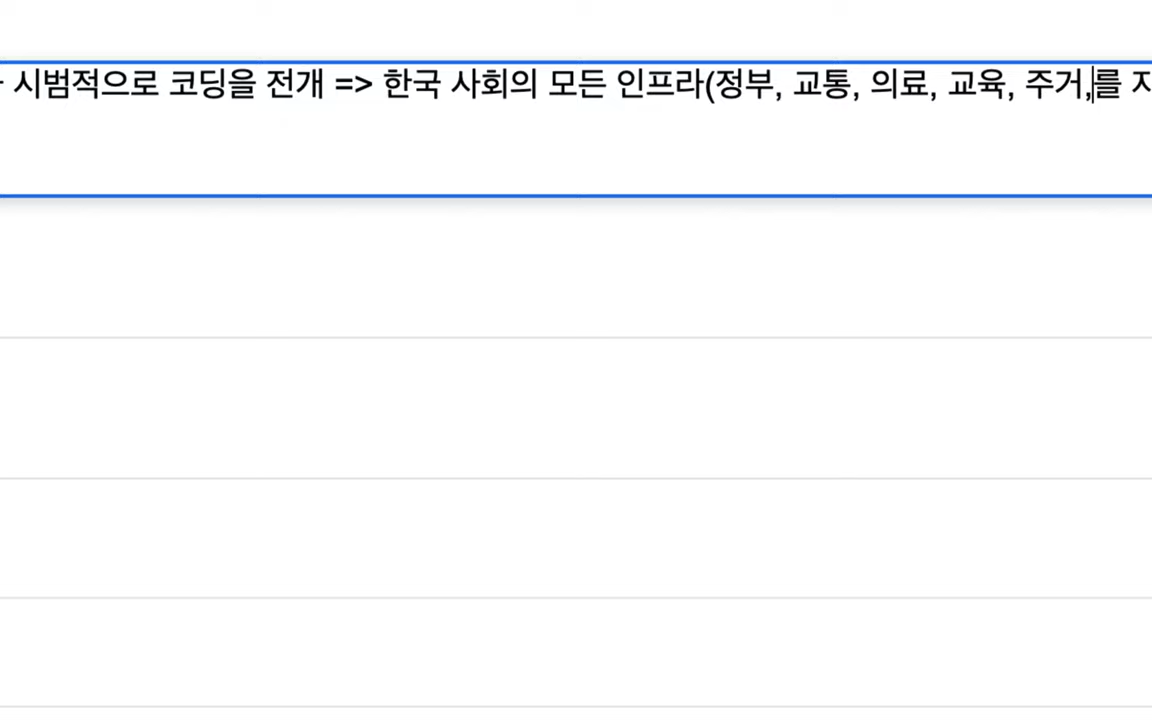 시범적으로 코딩을 전개 => 한국 사회의 모든 인프라(정부, 교통, 의료, 교육, 주거,를